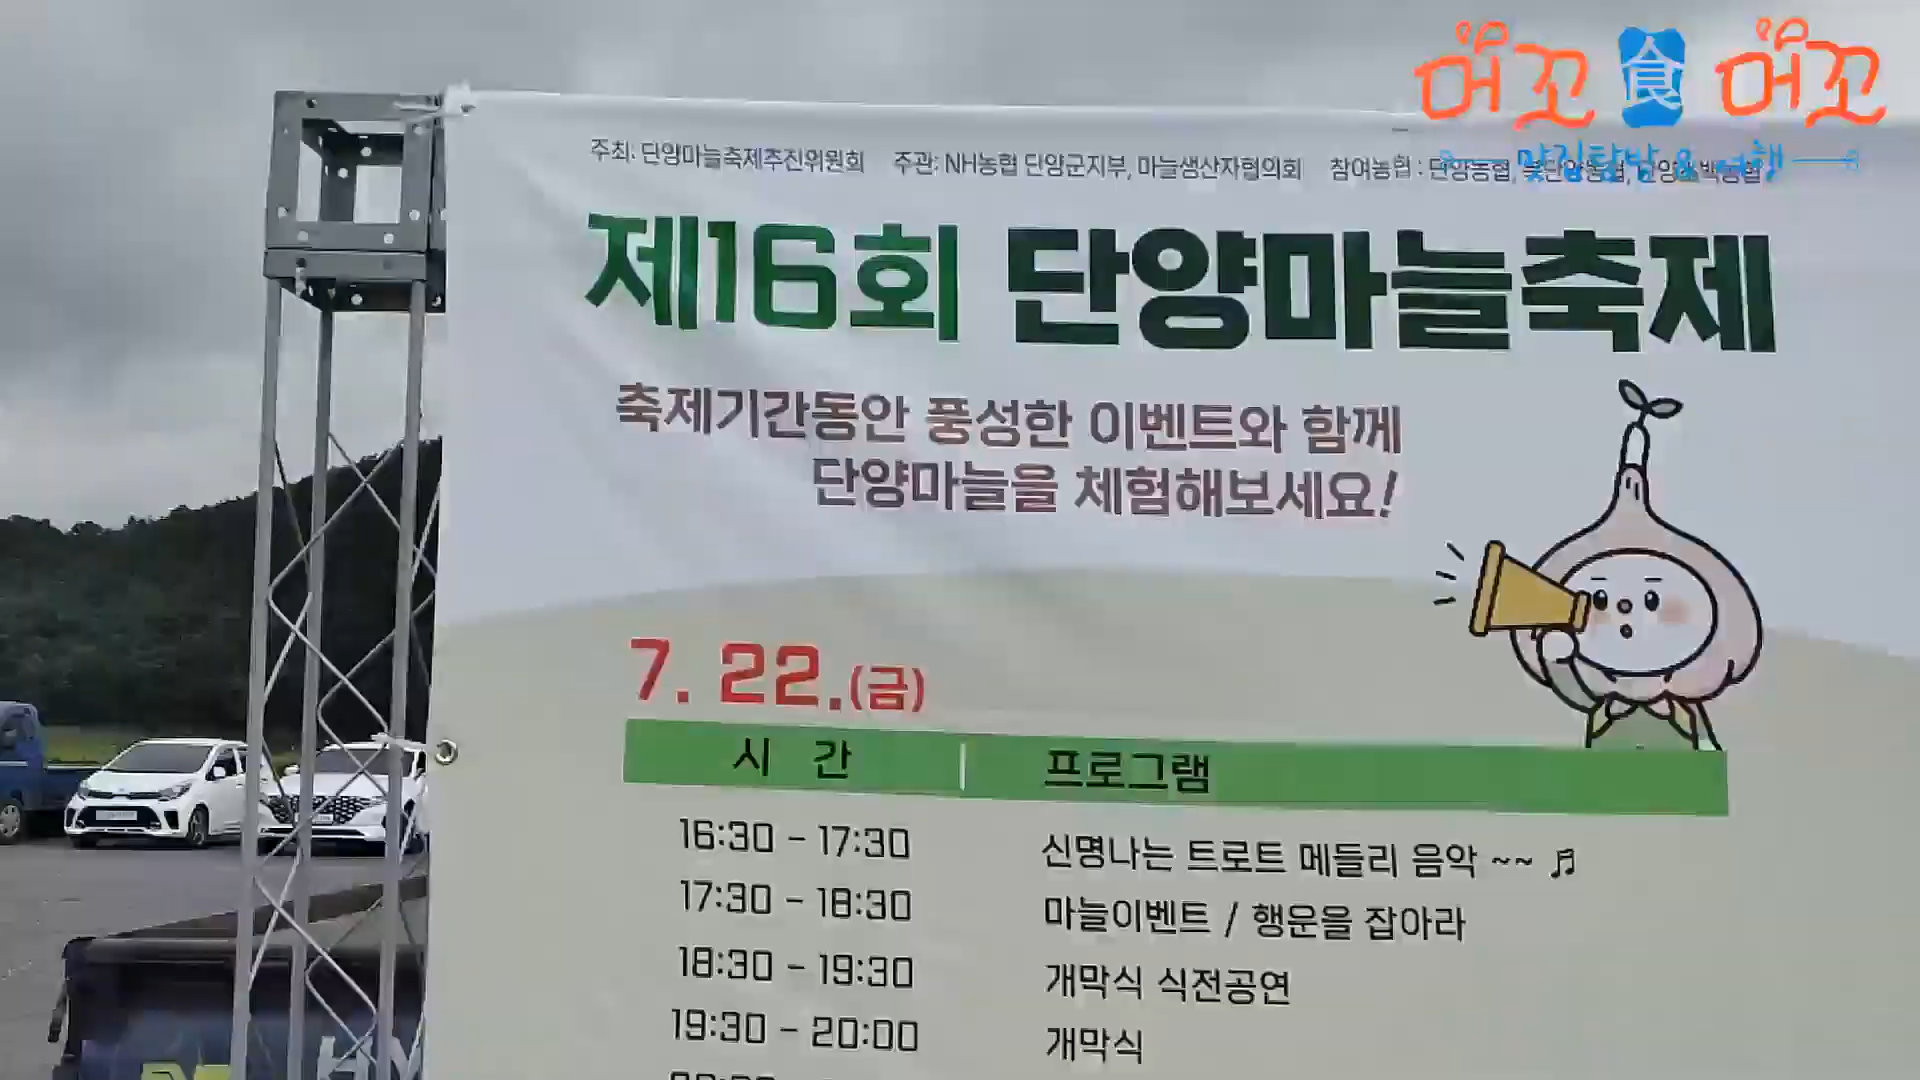 머꼬 食 머꼬
맛집탐방 & 여행
주최: 단양마늘축제추진위원회 주관: NH농협 단양군지부, 마늘생산자협의회 참여농협 : 단양농협,
제16회 단양마늘축제
축제기간동안 풍성한 이벤트와 함께
단양마늘을 체험해보세요!
7. 22.(금)
시 간 프로그램
16:30 - 17:30 신명나는 트로트 메들리 음악 ~~ ♫
17:30 - 18:30 마늘이벤트 / 행운을 잡아라
18:30 - 19:30 개막식 식전공연
19:30 - 20:00 개막식